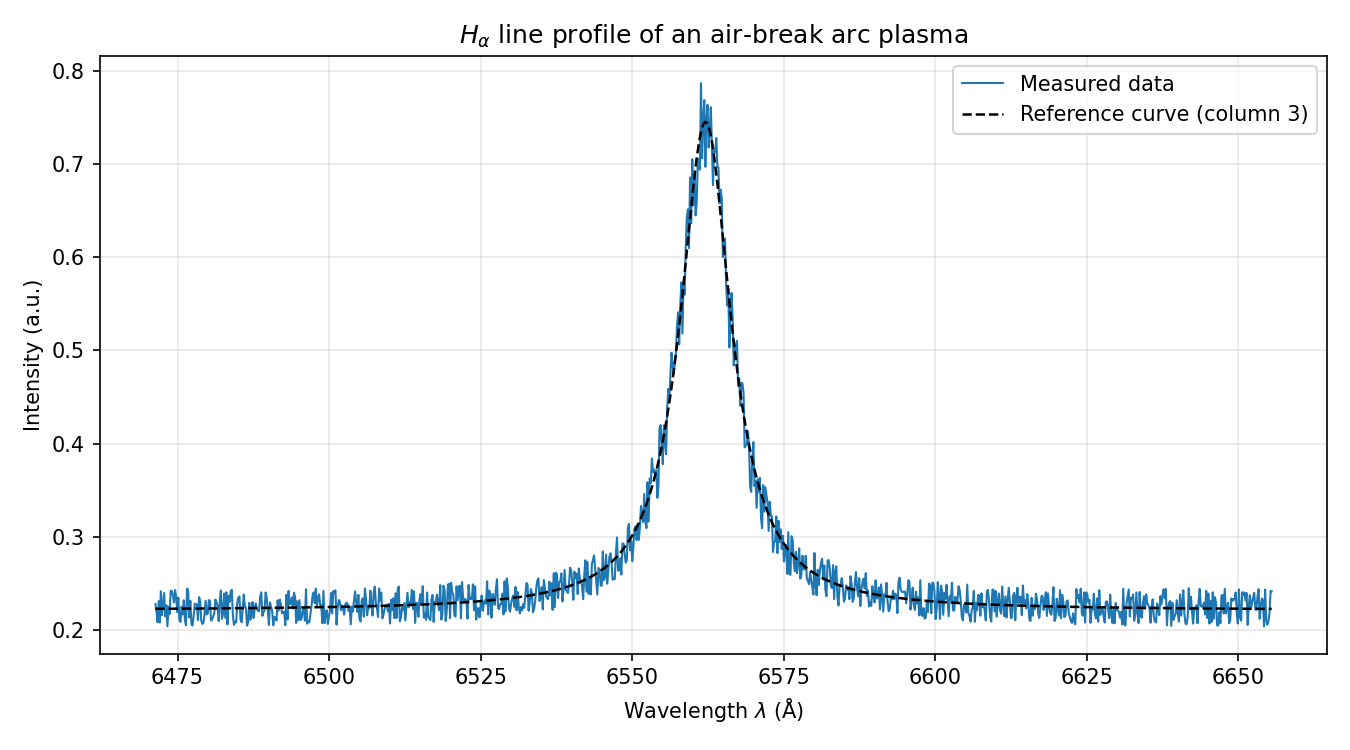 H_α line profile of an air-break arc plasma
Measured data
Reference curve (column 3)
Intensity (a.u.)
0.8
0.7
0.6
0.5
0.4
0.3
0.2
6475 6500 6525 6550 6575 6600 6625 6650
Wavelength λ (Å)